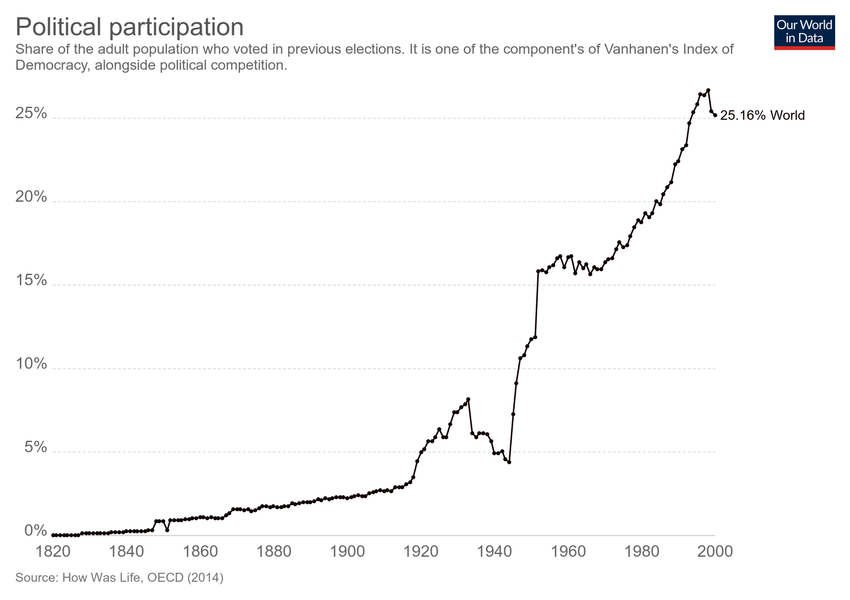 Political participation
Our World
in Data
Share of the adult population who voted in previous elections. It is one of the component's of Vanhanen's Index of
Democracy, alongside political competition.
25%
25.16% World
20%
15%
10%
5%
0%
1820 1840 1860 1880 1900 1920 1940 1960 1980 2000
Source: How Was Life, OECD (2014)